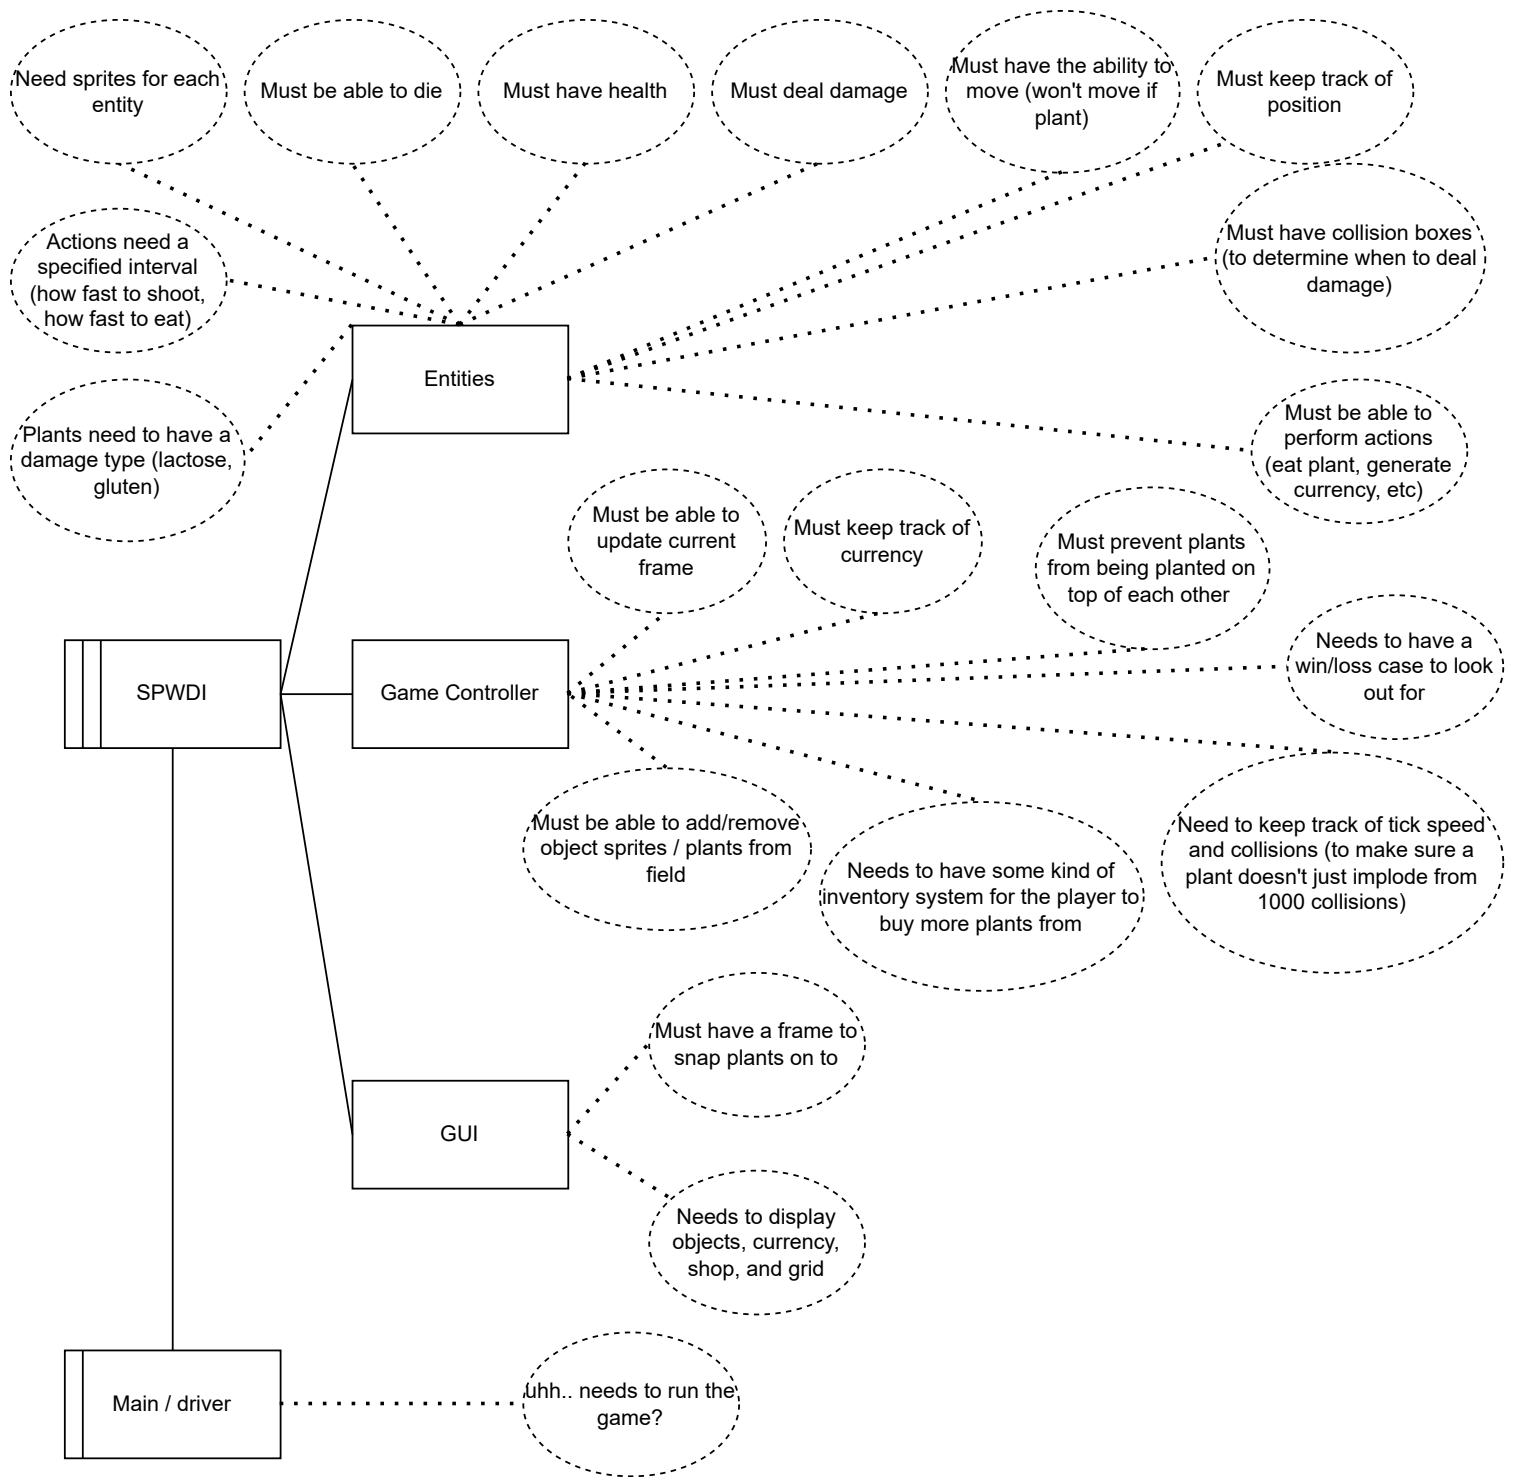 Need sprites for each
entity
Must be able to die
Must have health
Must deal damage
Must have the ability to
move (won't move if
plant)
Must keep track of
position
Actions need a
specified interval
(how fast to shoot,
how fast to eat)
Must have collision boxes
(to determine when to deal
damage)
Entities
Plants need to have a
damage type (lactose,
gluten)
Must be able to
perform actions
(eat plant, generate
currency, etc)
Must be able to
update current
frame
Must keep track of
currency
Must prevent plants
from being planted on
top of each other
Needs to have a
win/loss case to look
out for
SPWDI
Game Controller
Must be able to add/remove
object sprites / plants from
field
Needs to have some kind of
inventory system for the player to
buy more plants from
Need to keep track of tick speed
and collisions (to make sure a
plant doesn't just implode from
1000 collisions)
Must have a frame to
snap plants on to
GUI
Needs to display
objects, currency,
shop, and grid
Main / driver
uhh.. needs to run the
game?